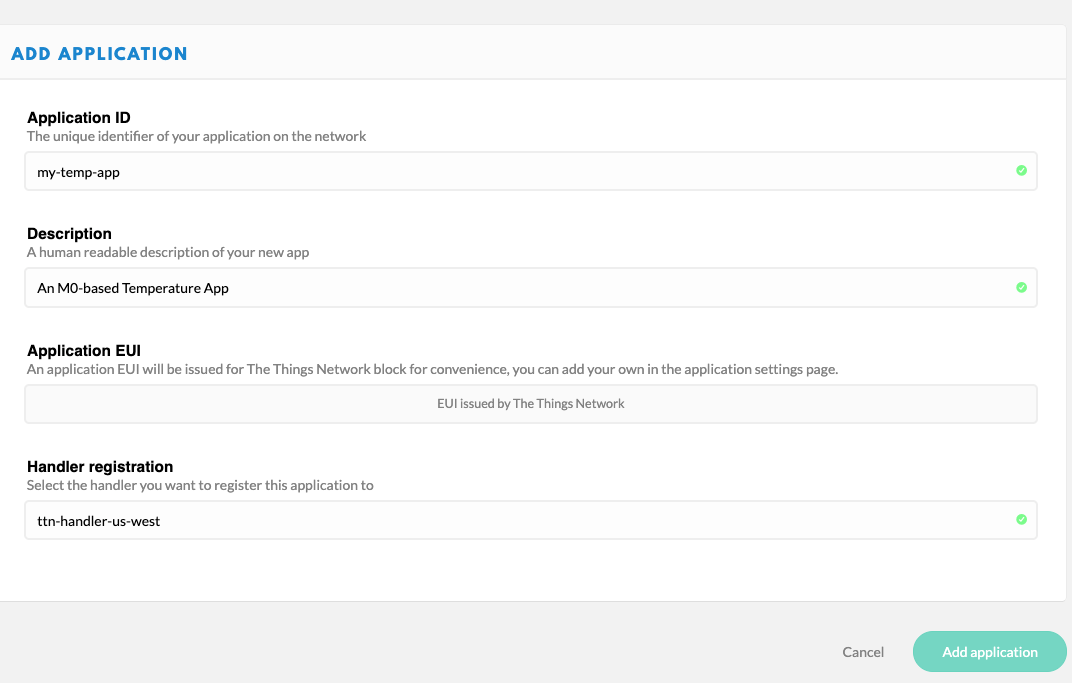 ADD APPLICATION
Application ID
The unique identifier of your application on the network
my-temp-app
Description
A human readable description of your new app
An M0-based Temperature App
Application EUI
An application EUI will be issued for The Things Network block for convenience, you can add your own in the application settings page.
EUI issued by The Things Network
Handler registration
Select the handler you want to register this application to
ttn-handler-us-west
Cancel
Add application